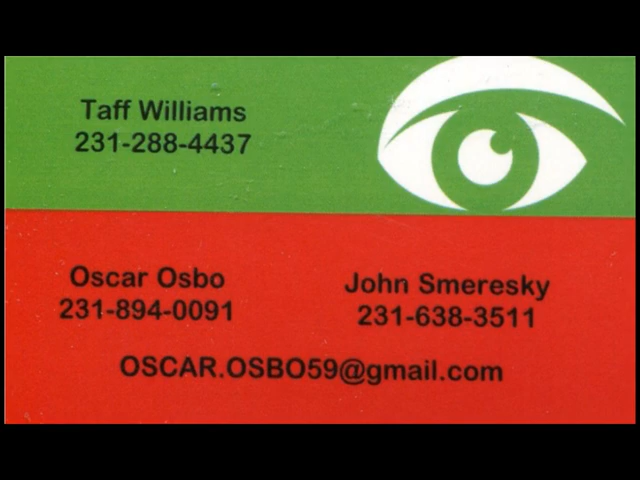 Taff Williams
231-288-4437
Oscar Osbo
231-894-0091
John Smeresky
231-638-3511
OSCAR.OSBO59@gmail.com